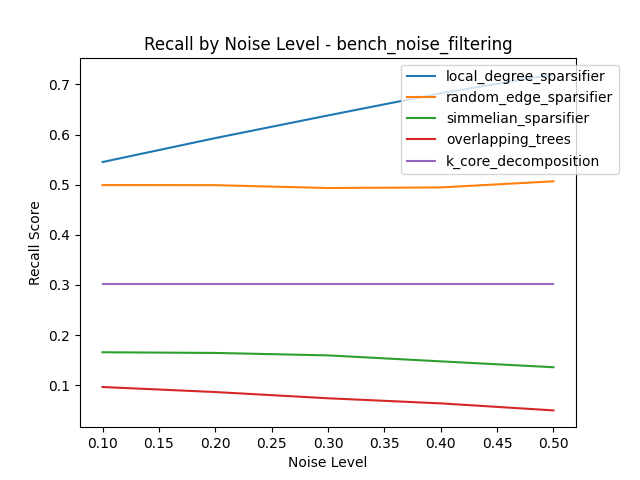 Recall by Noise Level - bench_noise_filtering
local_degree_sparsifier
random_edge_sparsifier
simmelian_sparsifier
overlapping_trees
k_core_decomposition
Recall Score
0.7
0.6
0.5
0.4
0.3
0.2
0.1
0.10 0.15 0.20 0.25 0.30 0.35 0.40 0.45 0.50
Noise Level